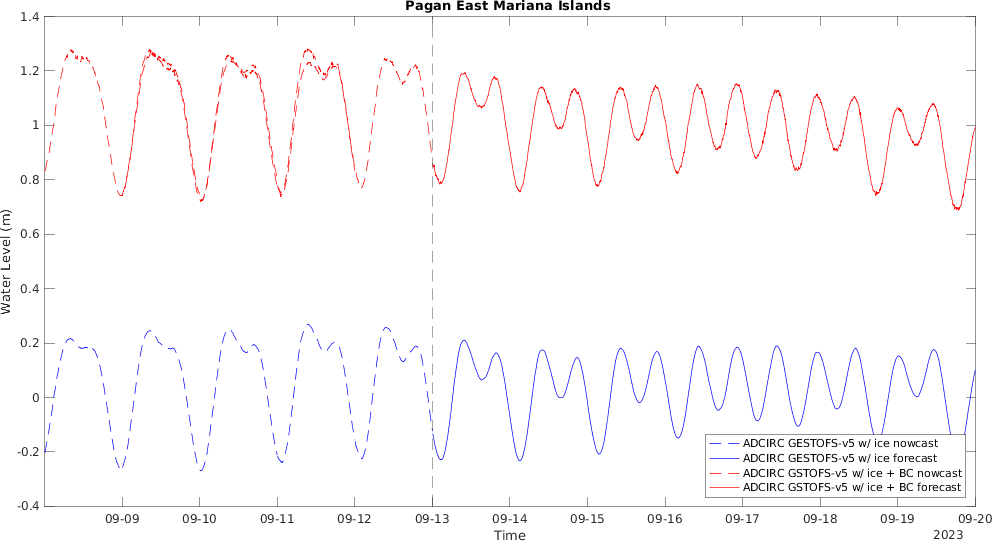 Pagan East Mariana Islands
Water Level (m)
1.4
1.2
1
0.8
0.6
0.4
0.2
0
-0.2
-0.4
ADCIRC GESTOFS-v5 w/ ice nowcast
ADCIRC GESTOFS-v5 w/ ice forecast
ADCIRC GSTOFS-v5 w/ ice + BC nowcast
ADCIRC GSTOFS-v5 w/ ice + BC forecast
09-09 09-10 09-11 09-12 09-13 09-14 09-15 09-16 09-17 09-18 09-19 09-20
Time
2023